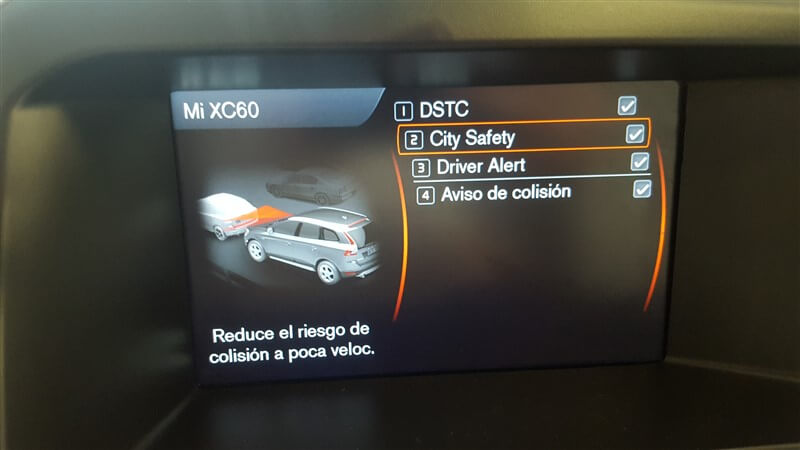 Mi XC60
1 DSTC
2 City Safety
3 Driver Alert
4 Aviso de colisión
Reduce el riesgo de
colisión a poca veloc.